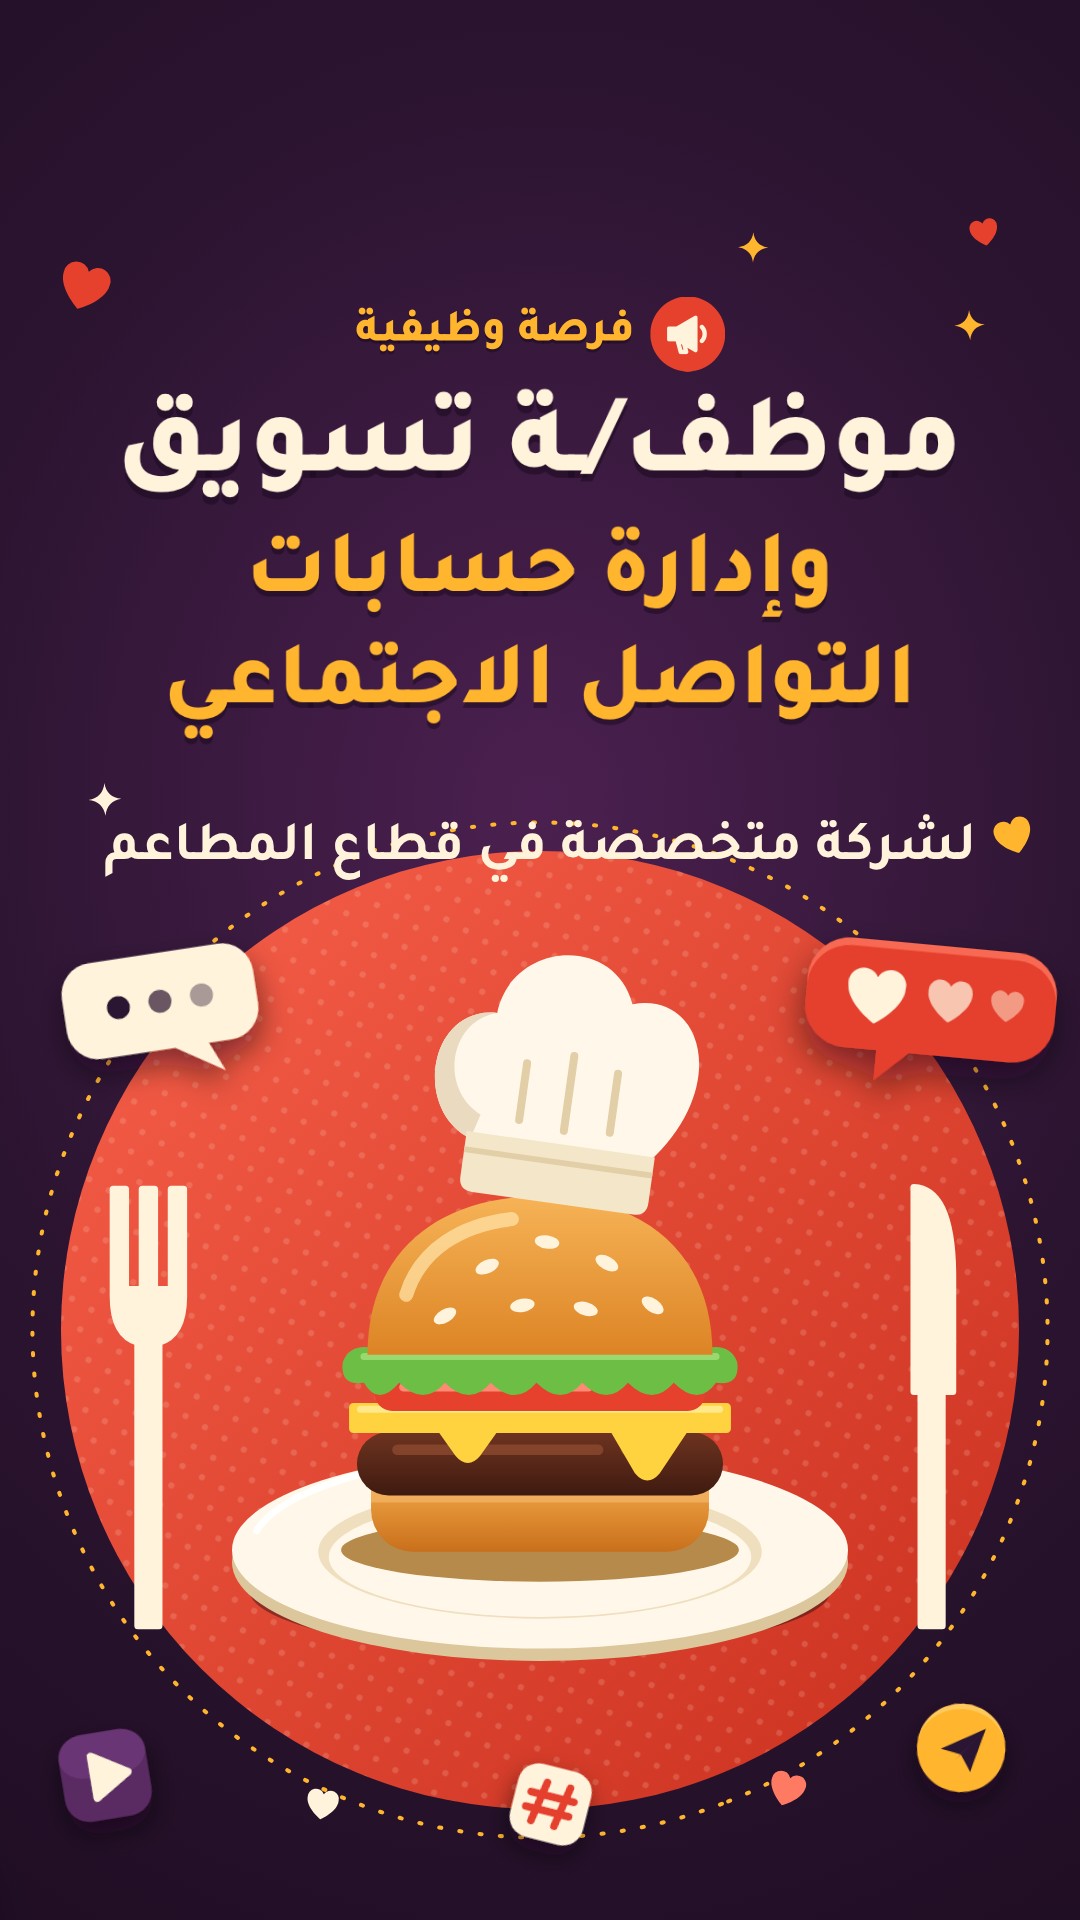 فرصة وظيفية
موظف/ة تسويق
وإدارة حسابات
التواصل الاجتماعي
لشركة متخصصة في قطاع المطاعم
#